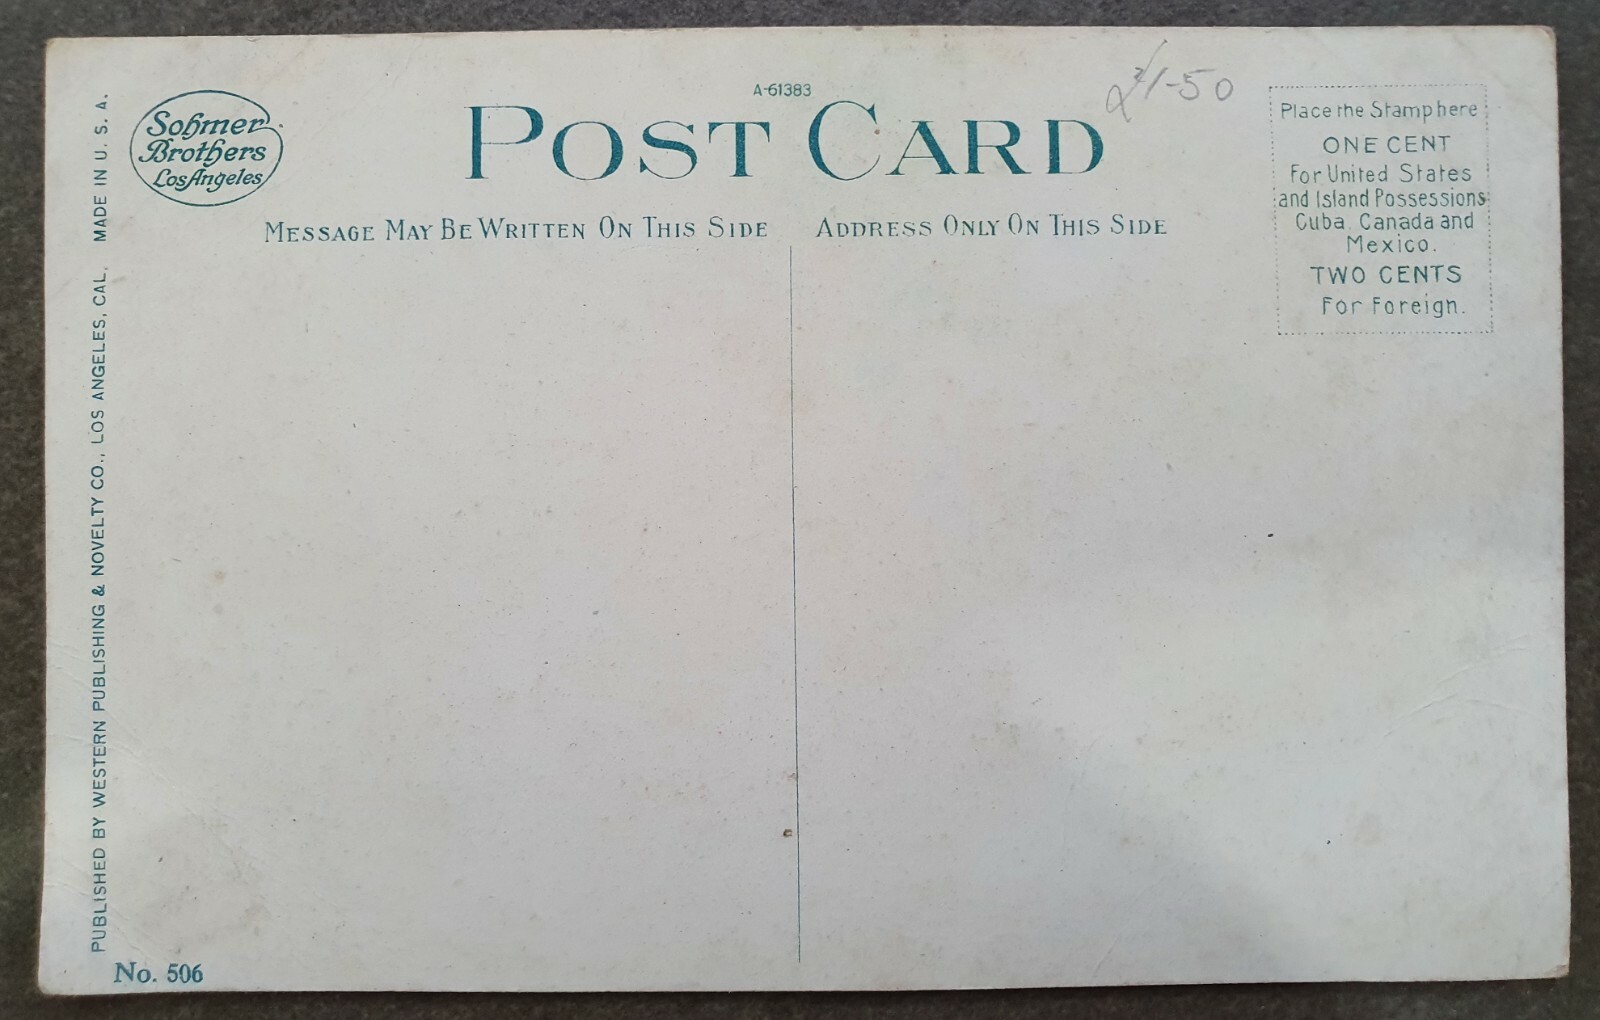 Sohmer
Brothers
Los Angeles
A-61383
POST CARD
£1-50
MESSAGE MAY BE WRITTEN ON THIS SIDE
ADDRESS ONLY ON THIS SIDE
Place the Stamp here
ONE CENT
For United States
and Island Possessions
Cuba. Canada and
Mexico.
TWO CENTS
For Foreign.
PUBLISHED BY WESTERN PUBLISHING & NOVELTY CO., LOS ANGELES, CAL. MADE IN U. S. A.
No. 506